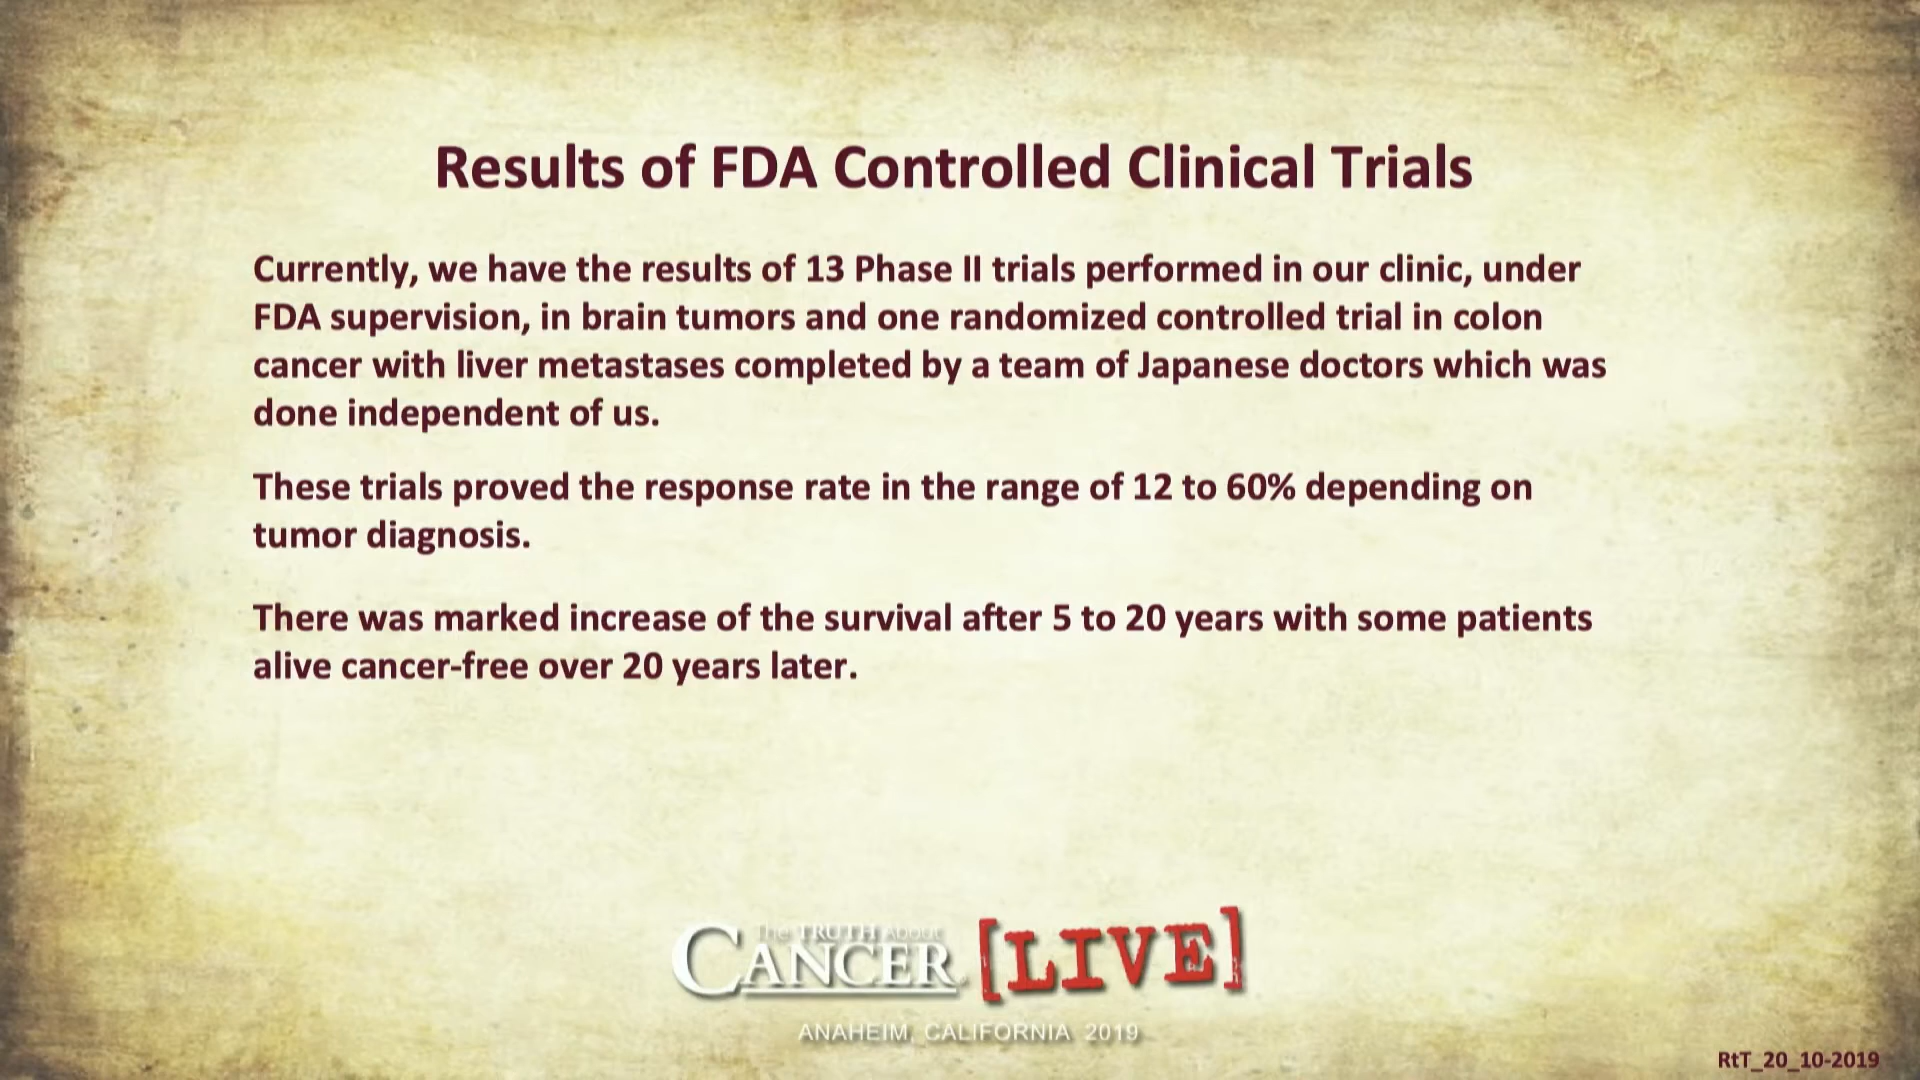 Results of FDA Controlled Clinical Trials
Currently, we have the results of 13 Phase II trials performed in our clinic, under
FDA supervision, in brain tumors and one randomized controlled trial in colon
cancer with liver metastases completed by a team of Japanese doctors which was
done independent of us.
These trials proved the response rate in the range of 12 to 60% depending on
tumor diagnosis.
There was marked increase of the survival after 5 to 20 years with some patients
alive cancer-free over 20 years later.
The TRUTH About
CANCER [LIVE]
ANAHEIM, CALIFORNIA 2019
RtT_20_10-2019